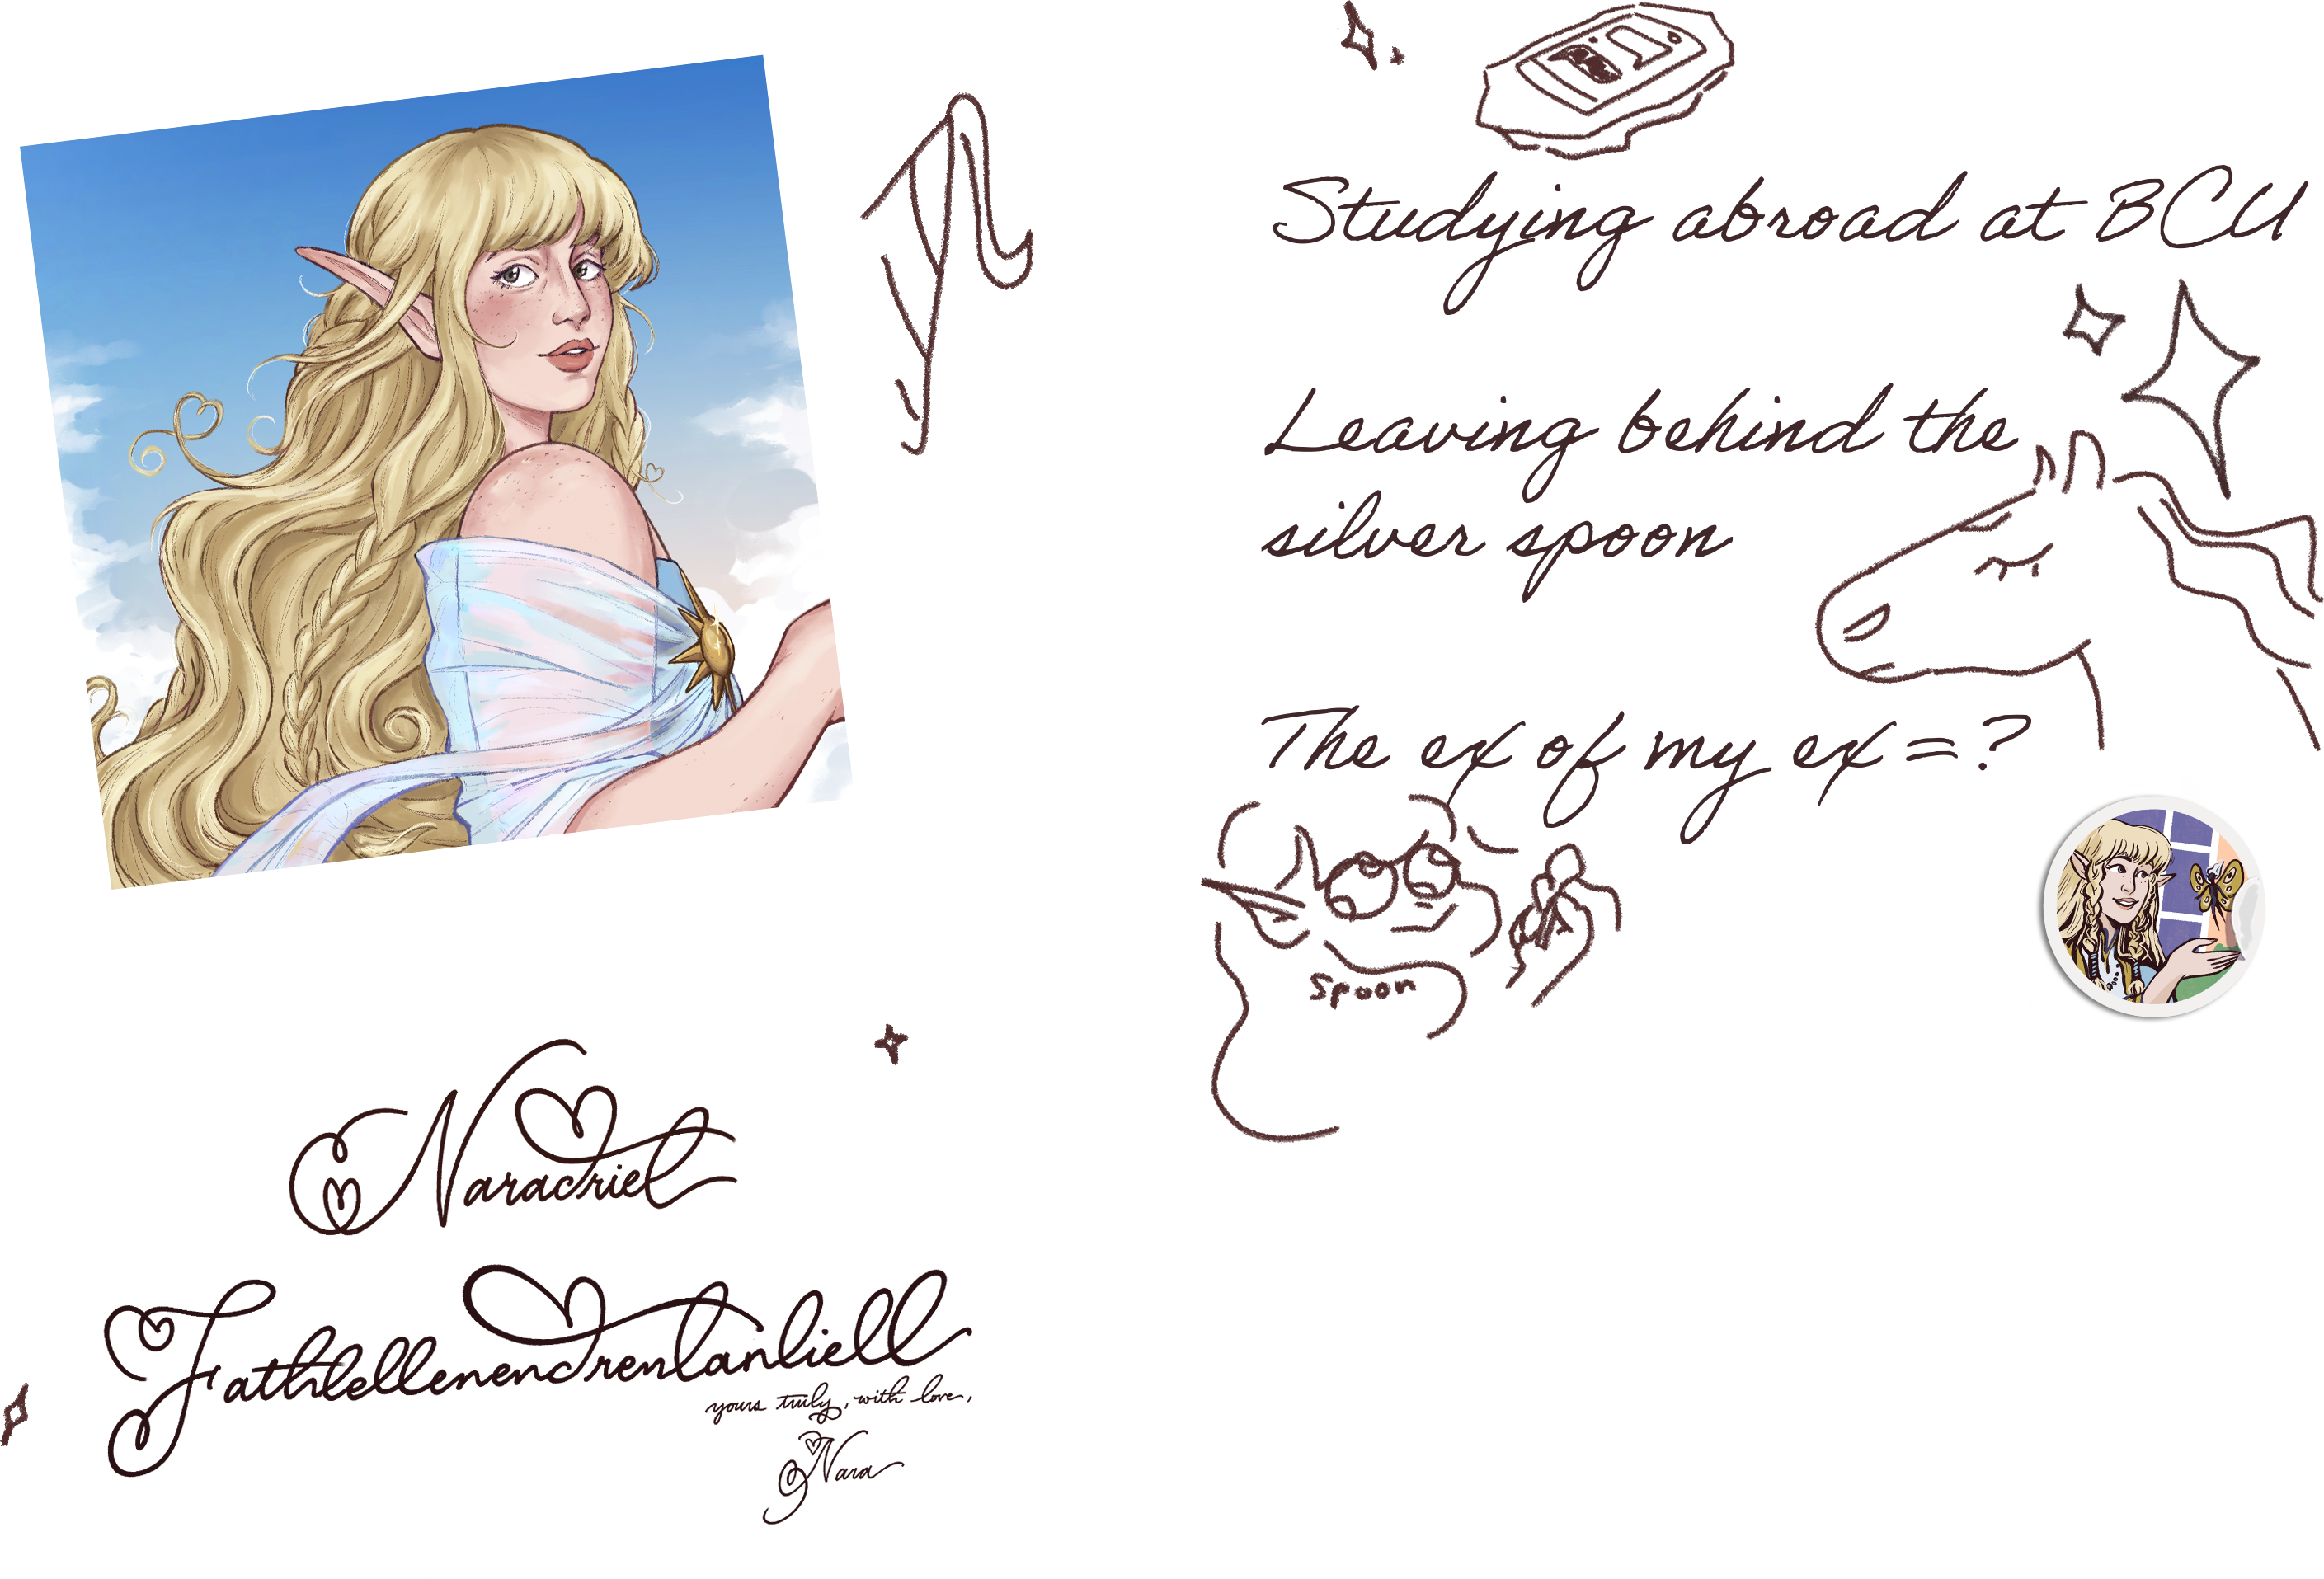 Naradriel
Fathlellenendrenlanliell
yours truly, with love,
Nara
Studying abroad at BCU
Leaving behind the
silver spoon
The ex of my ex = ?
Spoon